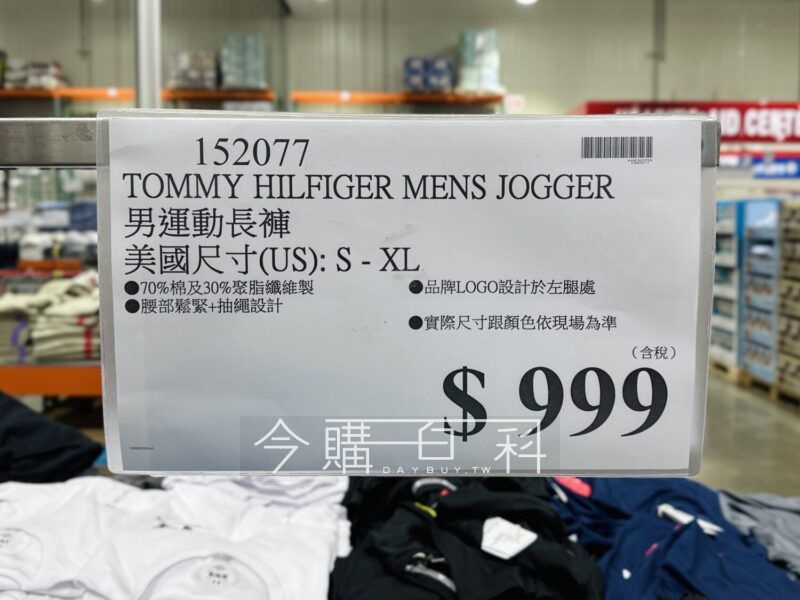 152077
*152077*
TOMMY HILFIGER MENS JOGGER
男運動長褲
美國尺寸(US): S - XL
●70%棉及30%聚脂纖維製
●腰部鬆緊+抽繩設計
●品牌LOGO設計於左腿處
●實際尺寸跟顏色依現場為準
(含稅)
$ 999
今購百科
DAYBUY.TW